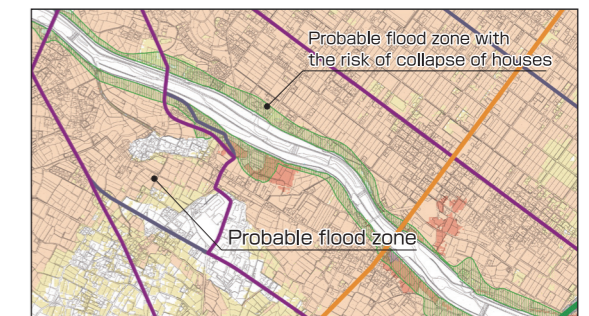 Probable flood zone with
the risk of collapse of houses
Probable flood zone